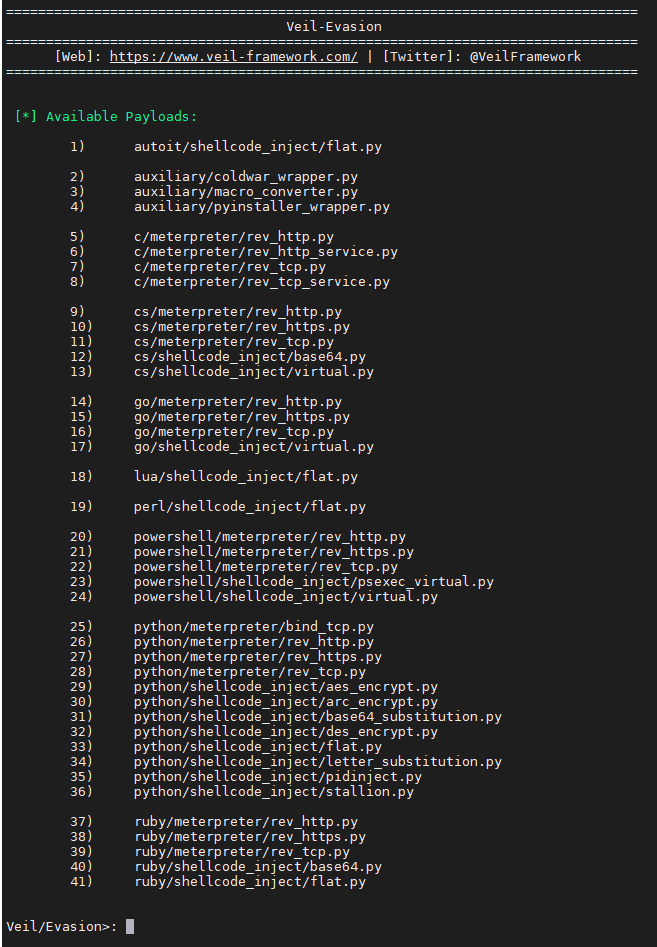 ===============================================================================
Veil-Evasion
===============================================================================
[Web]: https://www.veil-framework.com/ | [Twitter]: @VeilFramework
===============================================================================
[*] Available Payloads:
1) autoit/shellcode_inject/flat.py
2) auxiliary/coldwar_wrapper.py
3) auxiliary/macro_converter.py
4) auxiliary/pyinstaller_wrapper.py
5) c/meterpreter/rev_http.py
6) c/meterpreter/rev_http_service.py
7) c/meterpreter/rev_tcp.py
8) c/meterpreter/rev_tcp_service.py
9) cs/meterpreter/rev_http.py
10) cs/meterpreter/rev_https.py
11) cs/meterpreter/rev_tcp.py
12) cs/shellcode_inject/base64.py
13) cs/shellcode_inject/virtual.py
14) go/meterpreter/rev_http.py
15) go/meterpreter/rev_https.py
16) go/meterpreter/rev_tcp.py
17) go/shellcode_inject/virtual.py
18) lua/shellcode_inject/flat.py
19) perl/shellcode_inject/flat.py
20) powershell/meterpreter/rev_http.py
21) powershell/meterpreter/rev_https.py
22) powershell/meterpreter/rev_tcp.py
23) powershell/shellcode_inject/psexec_virtual.py
24) powershell/shellcode_inject/virtual.py
25) python/meterpreter/bind_tcp.py
26) python/meterpreter/rev_http.py
27) python/meterpreter/rev_https.py
28) python/meterpreter/rev_tcp.py
29) python/shellcode_inject/aes_encrypt.py
30) python/shellcode_inject/arc_encrypt.py
31) python/shellcode_inject/base64_substitution.py
32) python/shellcode_inject/des_encrypt.py
33) python/shellcode_inject/flat.py
34) python/shellcode_inject/letter_substitution.py
35) python/shellcode_inject/pidinject.py
36) python/shellcode_inject/stallion.py
37) ruby/meterpreter/rev_http.py
38) ruby/meterpreter/rev_https.py
39) ruby/meterpreter/rev_tcp.py
40) ruby/shellcode_inject/base64.py
41) ruby/shellcode_inject/flat.py
Veil/Evasion>: